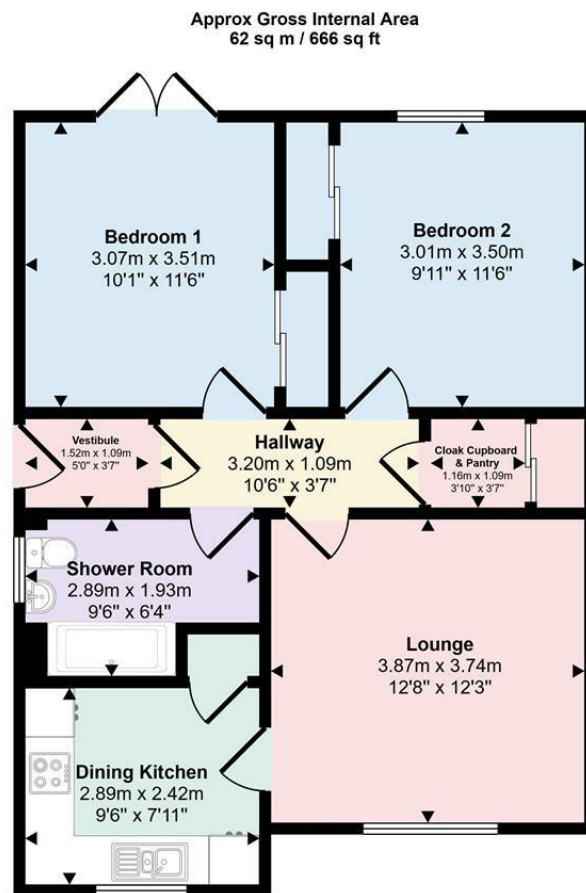 Approx Gross Internal Area
62 sq m / 666 sq ft
Bedroom 1
3.07m x 3.51m
10'1" x 11'6"
Bedroom 2
3.01m x 3.50m
9'11" x 11'6"
Vestibule
1.52m x 1.09m
5'0" x 3'7"
Hallway
3.20m x 1.09m
10'6" x 3'7"
Cloak Cupboard
& Pantry
1.16m x 1.09m
3'10" x 3'7"
Shower Room
2.89m x 1.93m
9'6" x 6'4"
Lounge
3.87m x 3.74m
12'8" x 12'3"
Dining Kitchen
2.89m x 2.42m
9'6" x 7'11"